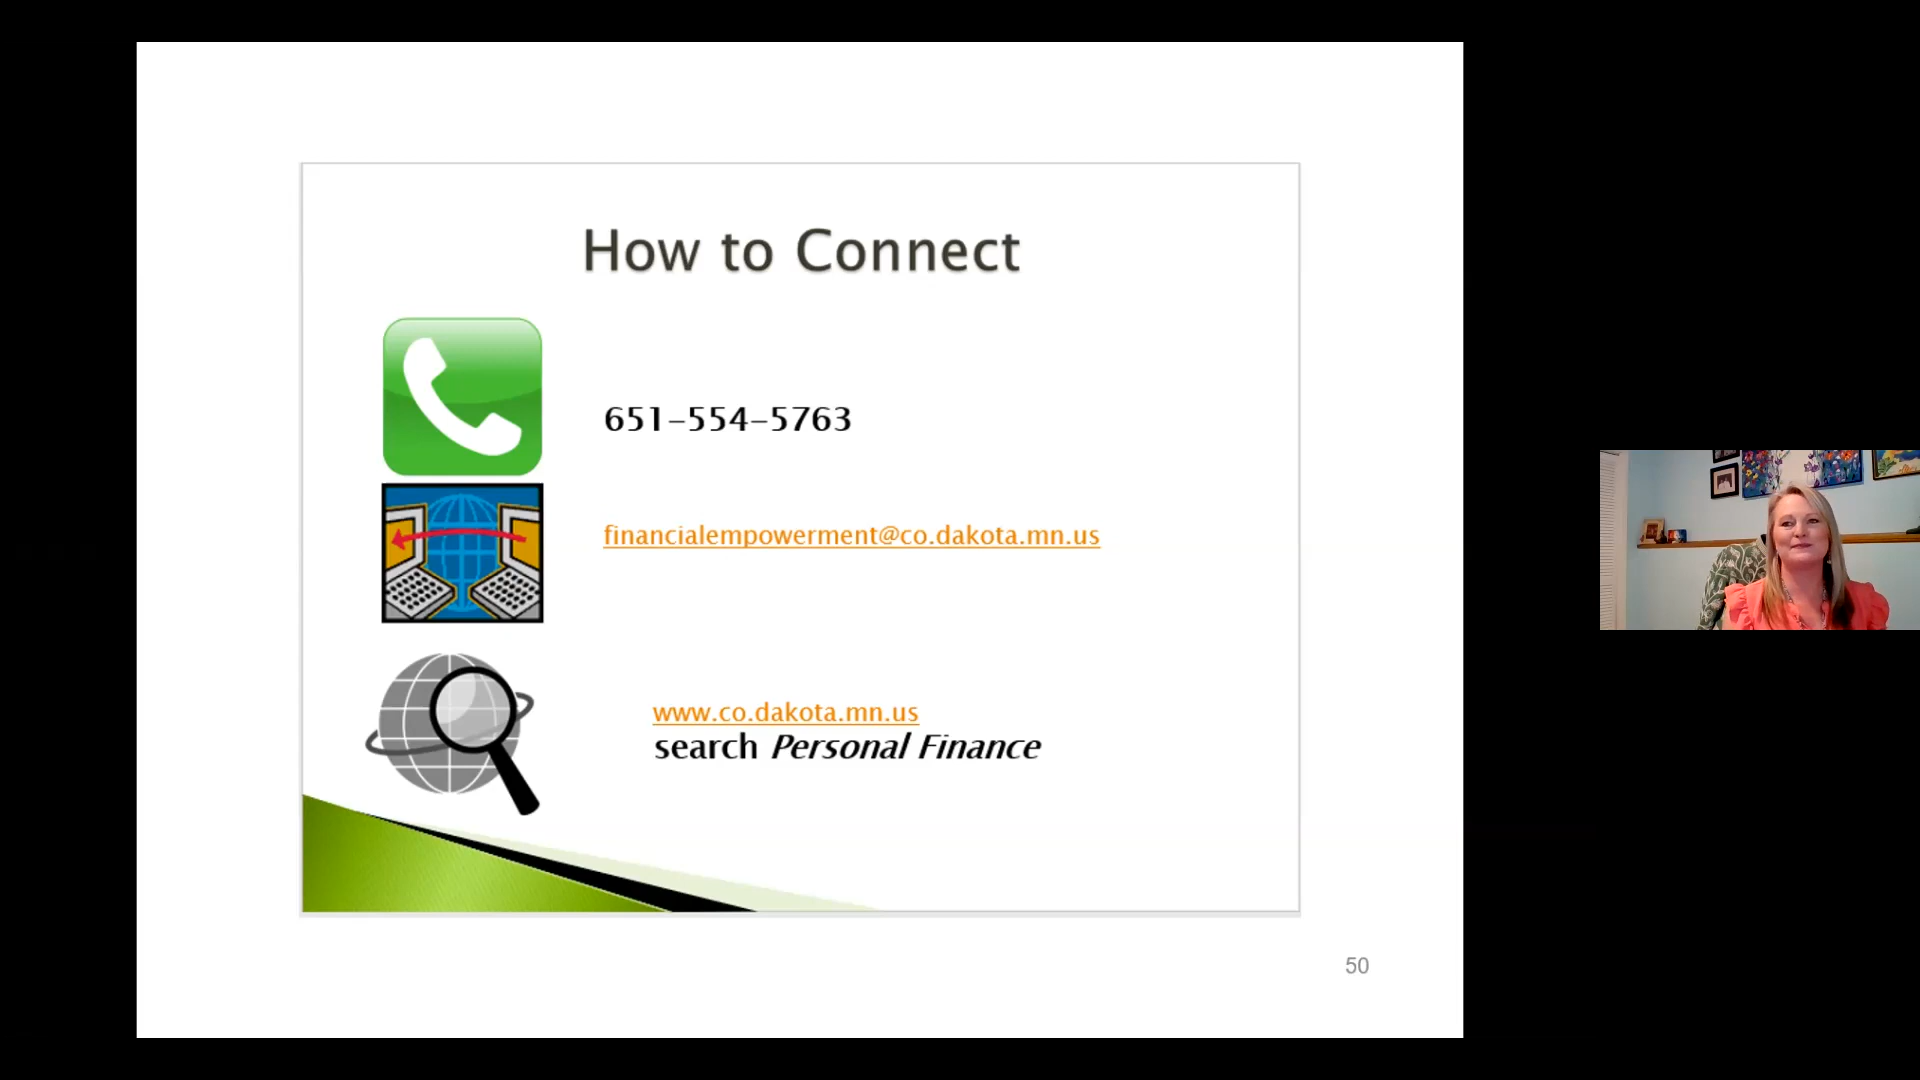 How to Connect
651-554-5763
financialempowerment@co.dakota.mn.us
www.co.dakota.mn.us
search Personal Finance
50